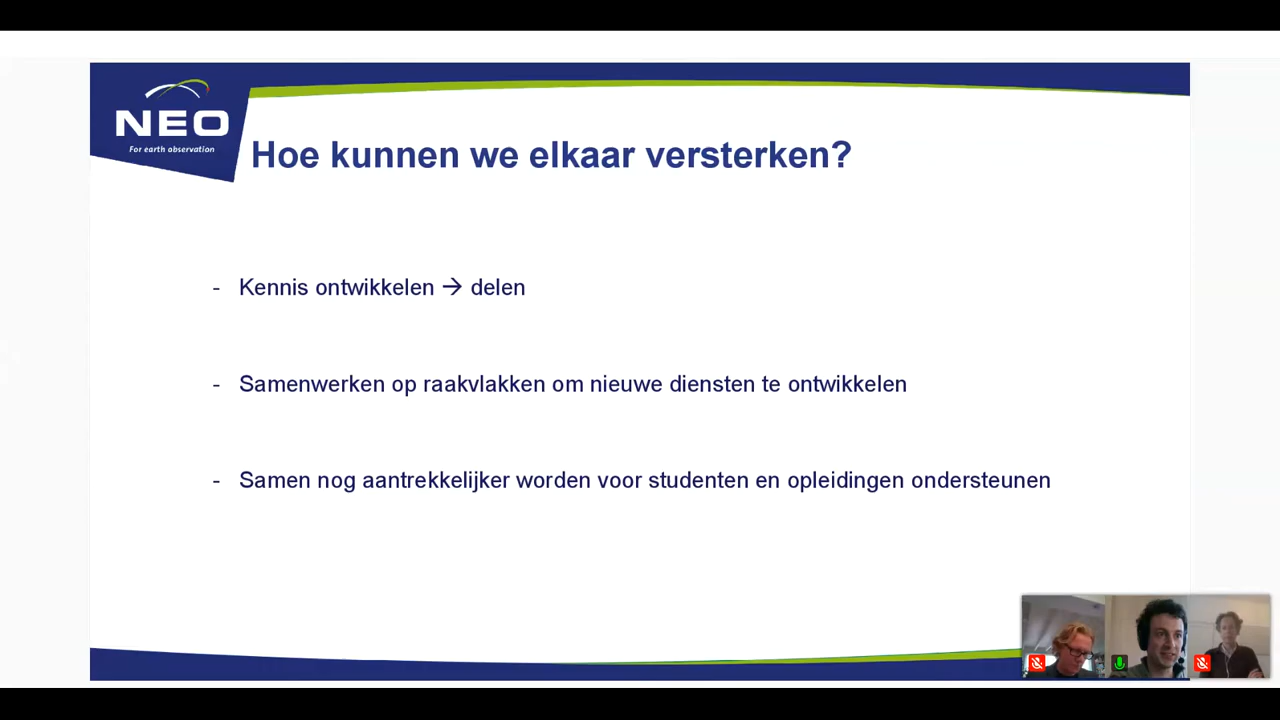 NEO
For earth observation
Hoe kunnen we elkaar versterken?
- Kennis ontwikkelen → delen
- Samenwerken op raakvlakken om nieuwe diensten te ontwikkelen
- Samen nog aantrekkelijker worden voor studenten en opleidingen ondersteunen